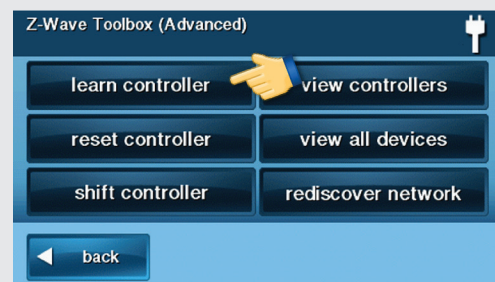 Z-Wave Toolbox (Advanced)
learn controller
view controllers
reset controller
view all devices
shift controller
rediscover network
back